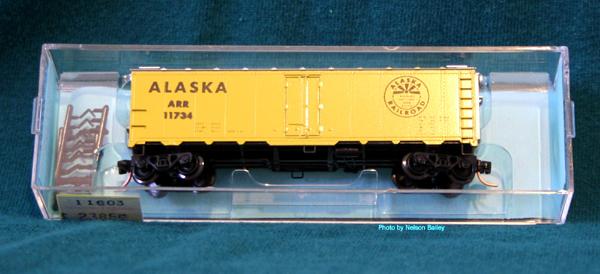 ALASKA
ARR
11734
ALASKA
RAILROAD
11603
Photo by Nelson Bailey